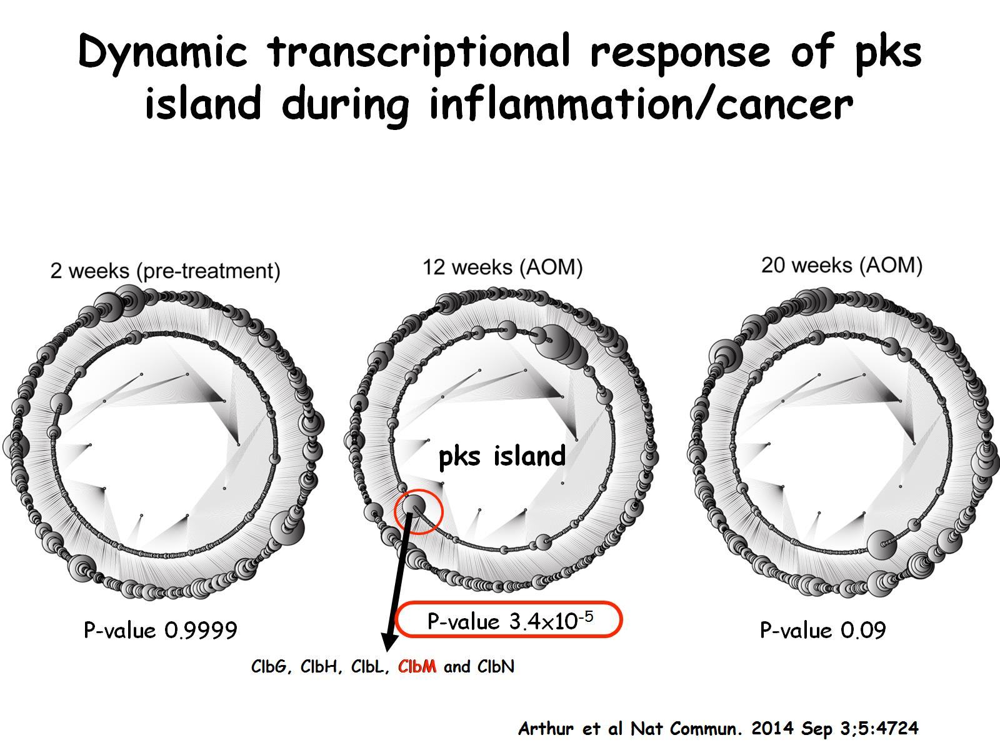 Dynamic transcriptional response of pks
island during inflammation/cancer
2 weeks (pre-treatment)
12 weeks (AOM)
20 weeks (AOM)
pks island
P-value 0.9999
P-value 3.4x10⁻⁵
P-value 0.09
ClbG, ClbH, ClbL, ClbM and ClbN
Arthur et al Nat Commun. 2014 Sep 3;5:4724